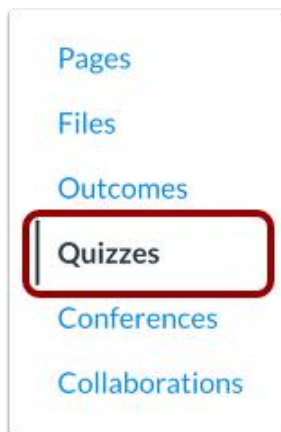 Pages
Files
Outcomes
Quizzes
Conferences
Collaborations